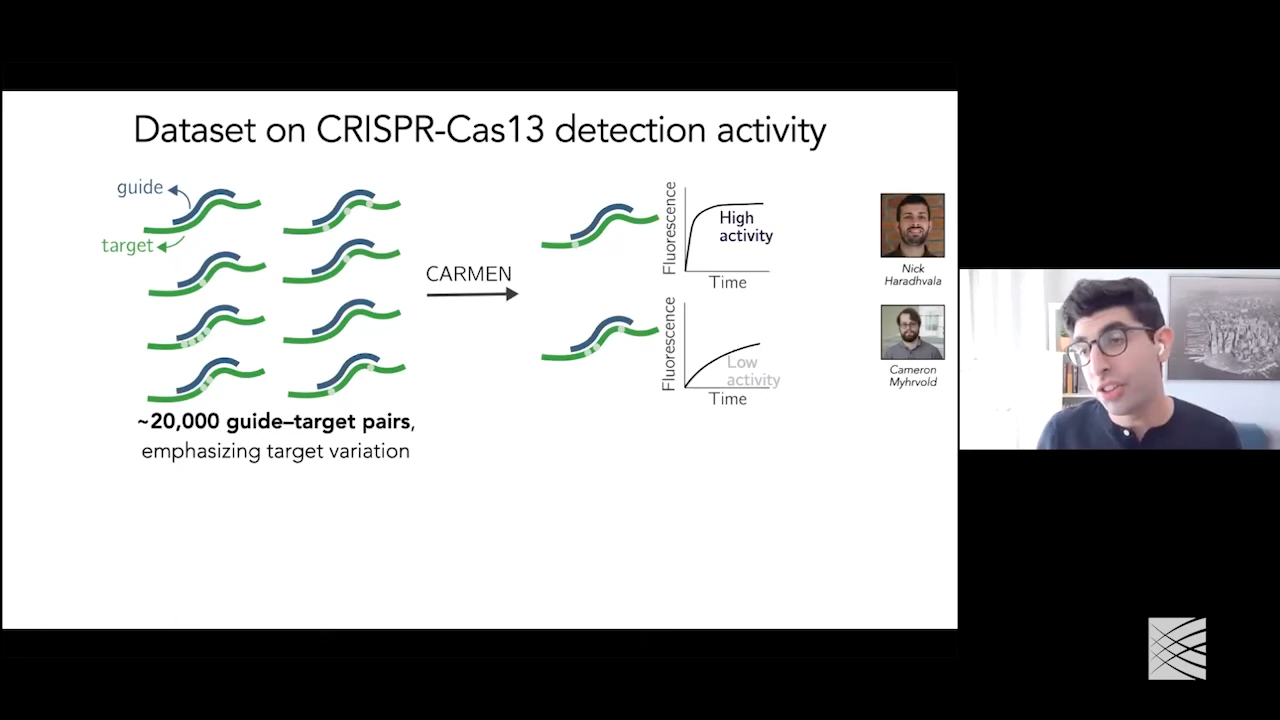 Dataset on CRISPR-Cas13 detection activity
guide
target
~20,000 guide–target pairs,
emphasizing target variation
CARMEN
Fluorescence
High
activity
Time
Fluorescence
Low
activity
Time
Nick
Haradhvala
Cameron
Myhrvold